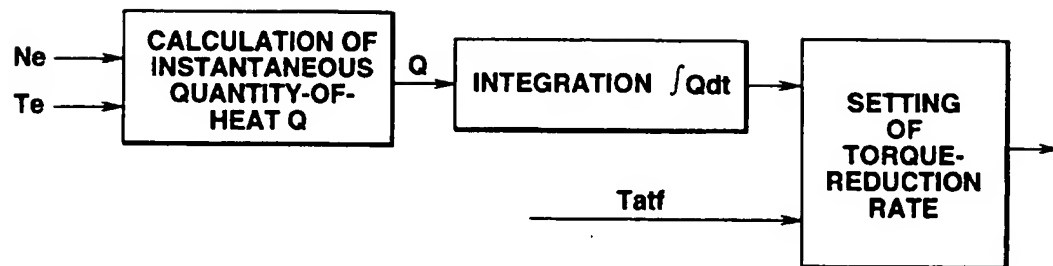 Ne
Te
CALCULATION OF
INSTANTANEOUS
QUANTITY-OF-
HEAT Q
Q
INTEGRATION ∫Qdt
Tatf
SETTING
OF
TORQUE-
REDUCTION
RATE